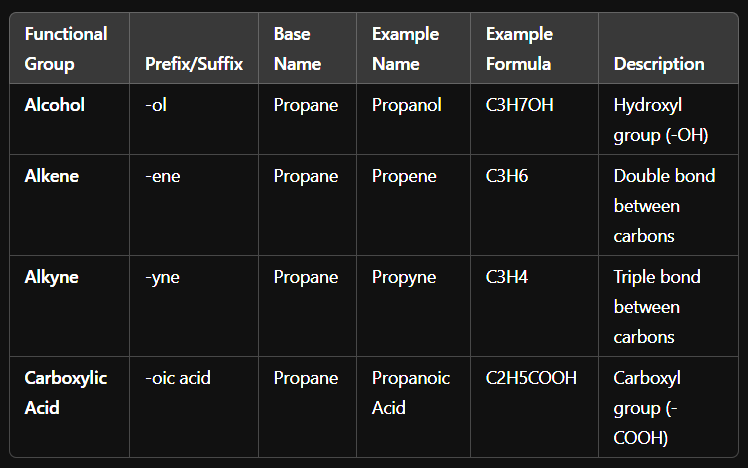 Functional Group Prefix/Suffix Base Name Example Name Example Formula Description
Alcohol -ol Propane Propanol C3H7OH Hydroxyl group (-OH)
Alkene -ene Propane Propene C3H6 Double bond between carbons
Alkyne -yne Propane Propyne C3H4 Triple bond between carbons
Carboxylic Acid -oic acid Propane Propanoic Acid C2H5COOH Carboxyl group (-COOH)